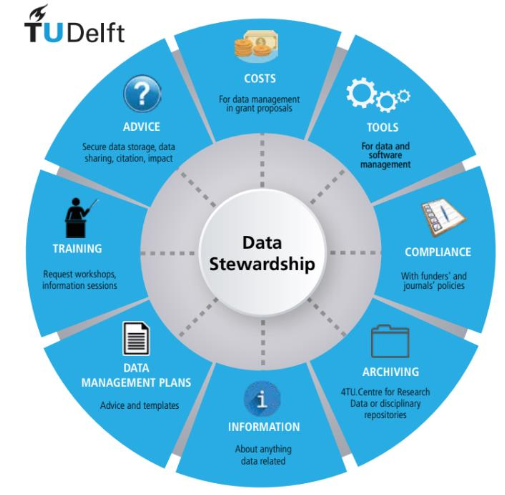 TUDelft
COSTS
For data management
in grant proposals
TOOLS
For data and
software
management
COMPLIANCE
With funders' and
journals' policies
ARCHIVING
4TU.Centre for Research
Data or disciplinary
repositories
INFORMATION
About anything
data related
DATA
MANAGEMENT PLANS
Advice and templates
TRAINING
Request workshops,
information sessions
?
ADVICE
Secure data storage, data
sharing, citation, impact
Data
Stewardship
i